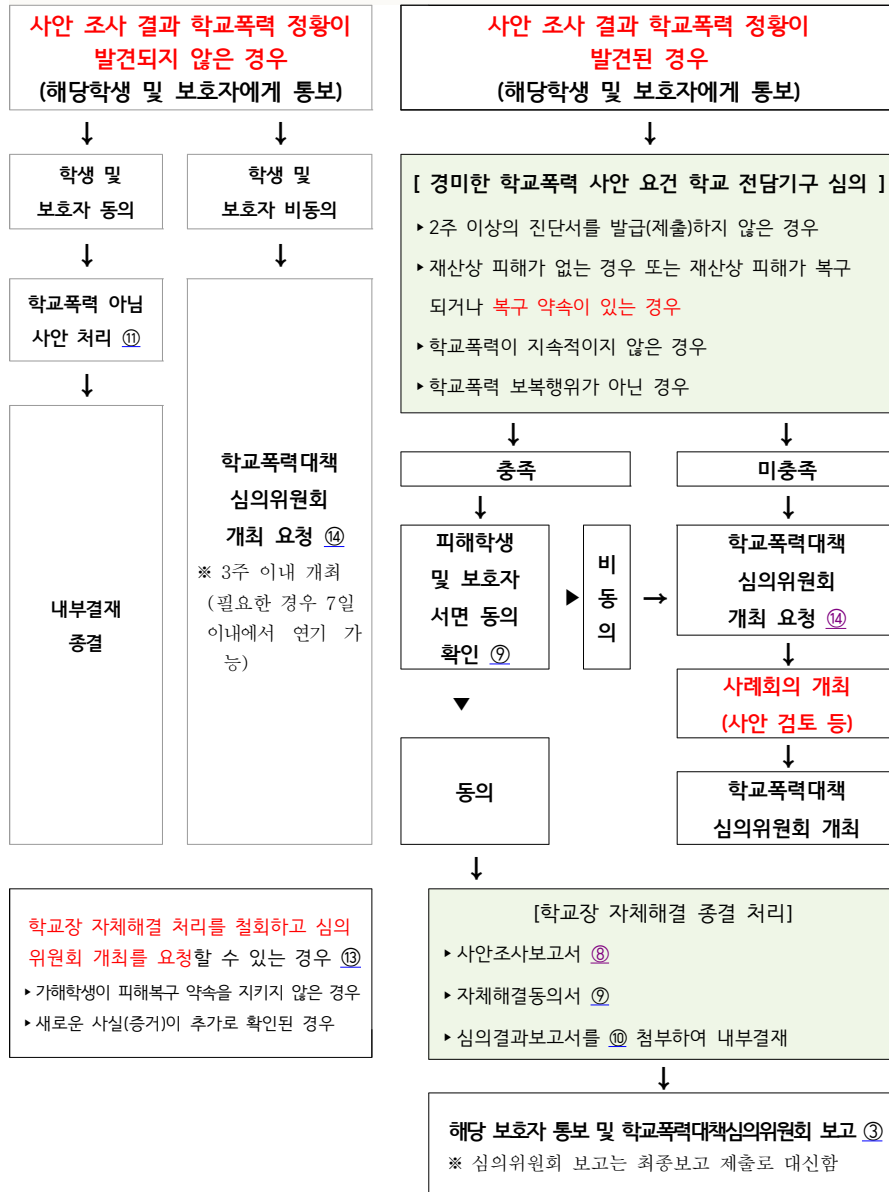 사안 조사 결과 학교폭력 정황이
발견되지 않은 경우
(해당학생 및 보호자에게 통보)
↓
↓
학생 및
보호자 동의
학생 및
보호자 비동의
↓
↓
학교폭력 아님
사안 처리 ⑪
↓
내부결재
종결
학교폭력대책
심의위원회
개최 요청 ⑭
※ 3주 이내 개최
(필요한 경우 7일
이내에서 연기 가
능)
사안 조사 결과 학교폭력 정황이
발견된 경우
(해당학생 및 보호자에게 통보)
↓
[ 경미한 학교폭력 사안 요건 학교 전담기구 심의 ]
▸2주 이상의 진단서를 발급(제출)하지 않은 경우
▸재산상 피해가 없는 경우 또는 재산상 피해가 복구
되거나 복구 약속이 있는 경우
▸학교폭력이 지속적이지 않은 경우
▸학교폭력 보복행위가 아닌 경우
↓
↓
충족
미충족
↓
↓
피해학생
및 보호자
서면 동의
확인 ⑨
▶
비
동
의
→
학교폭력대책
심의위원회
개최 요청 ⑭
↓
사례회의 개최
(사안 검토 등)
↓
학교폭력대책
심의위원회 개최
▼
동의
↓
학교장 자체해결 처리를 철회하고 심의
위원회 개최를 요청할 수 있는 경우 ⑬
▸가해학생이 피해복구 약속을 지키지 않은 경우
▸새로운 사실(증거)이 추가로 확인된 경우
[학교장 자체해결 종결 처리]
▸사안조사보고서 ⑧
▸자체해결동의서 ⑨
▸심의결과보고서를 ⑩ 첨부하여 내부결재
↓
해당 보호자 통보 및 학교폭력대책심의위원회 보고 ③
※ 심의위원회 보고는 최종보고 제출로 대신함